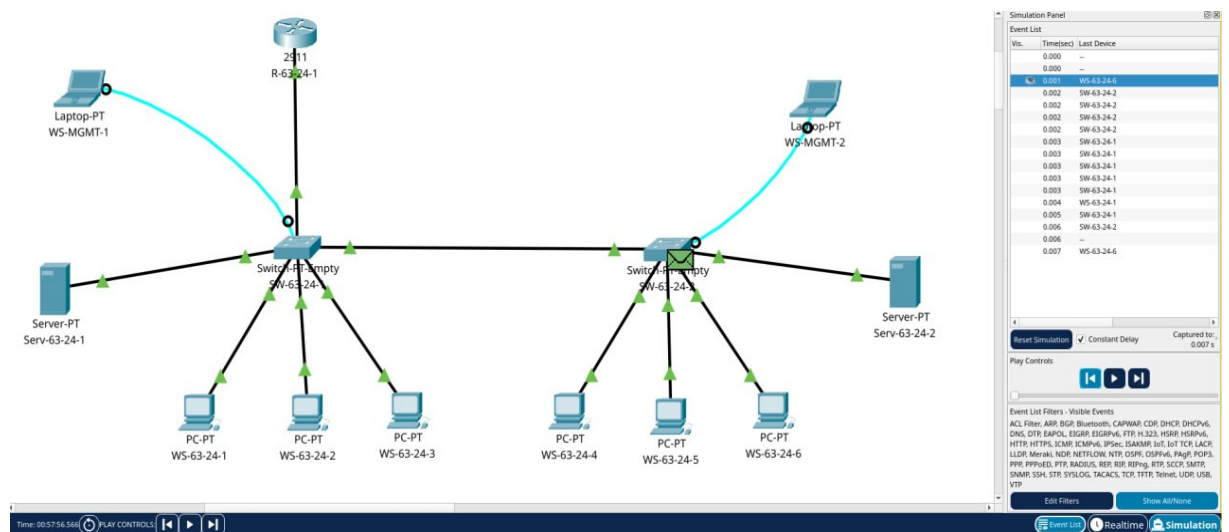 2911
R-63-24-1
Laptop-PT
WS-MGMT-1
Laptop-PT
WS-MGMT-2
Switch-PT-Empty
SW-63-24-1
Switch-PT-Empty
SW-63-24-2
Server-PT
Serv-63-24-1
Server-PT
Serv-63-24-2
PC-PT
WS-63-24-1
PC-PT
WS-63-24-2
PC-PT
WS-63-24-3
PC-PT
WS-63-24-4
PC-PT
WS-63-24-5
PC-PT
WS-63-24-6
Simulation Panel
Event List
Vis. Time(sec) Last Device
0.000 --
0.000 --
0.001 WS-63-24-6
0.002 SW-63-24-2
0.002 SW-63-24-2
0.002 SW-63-24-2
0.002 SW-63-24-2
0.003 SW-63-24-1
0.003 SW-63-24-1
0.003 SW-63-24-1
0.003 SW-63-24-1
0.003 SW-63-24-1
0.004 WS-63-24-1
0.005 SW-63-24-1
0.006 SW-63-24-2
0.006 --
0.007 WS-63-24-6
Reset Simulation Constant Delay Captured to:
0.007 s
Play Controls
Event List Filters - Visible Events
ACL Filter, ARP, BGP, Bluetooth, CAPWAP, CDP, DHCP, DHCPv6,
DNS, DTP, EAPOL, EIGRP, EIGRPv6, FTP, H.323, HSRP, HSRPv6,
HTTP, HTTPS, ICMP, ICMPv6, IPSec, ISAKMP, IoT, IoT TCP, LACP,
LLDP, Meraki, NDP, NETFLOW, NTP, OSPF, OSPFv6, PAgP, POP3,
PPP, PPPoED, PTP, RADIUS, REP, RIP, RIPng, RTP, SCCP, SMTP,
SNMP, SSH, STP, SYSLOG, TACACS, TCP, TFTP, Telnet, UDP, USB,
VTP
Edit Filters Show All/None
Time: 00:57:56.566 PLAY CONTROLS: Event List Realtime Simulation